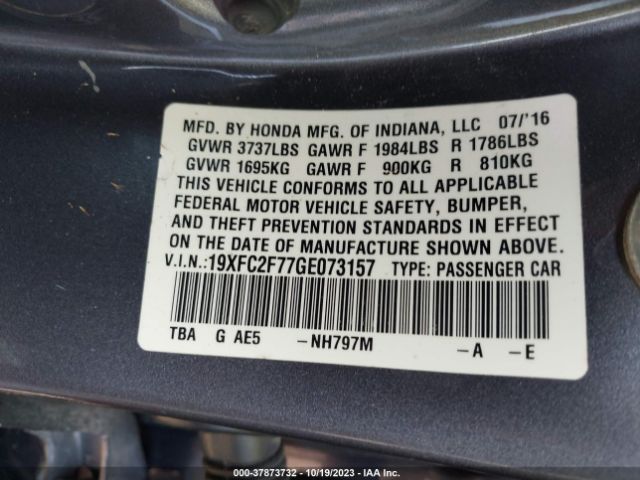 MFD. BY HONDA MFG. OF INDIANA, LLC 07/'16
GVWR 3737LBS GAWR F 1984LBS R 1786LBS
GVWR 1695KG GAWR F 900KG R 810KG
THIS VEHICLE CONFORMS TO ALL APPLICABLE
FEDERAL MOTOR VEHICLE SAFETY, BUMPER,
AND THEFT PREVENTION STANDARDS IN EFFECT
ON THE DATE OF MANUFACTURE SHOWN ABOVE.
V.I.N.:19XFC2F77GE073157 TYPE: PASSENGER CAR
TBA G AE5 -NH797M -A -E
000-37873732 - 10/19/2023 - IAA Inc.